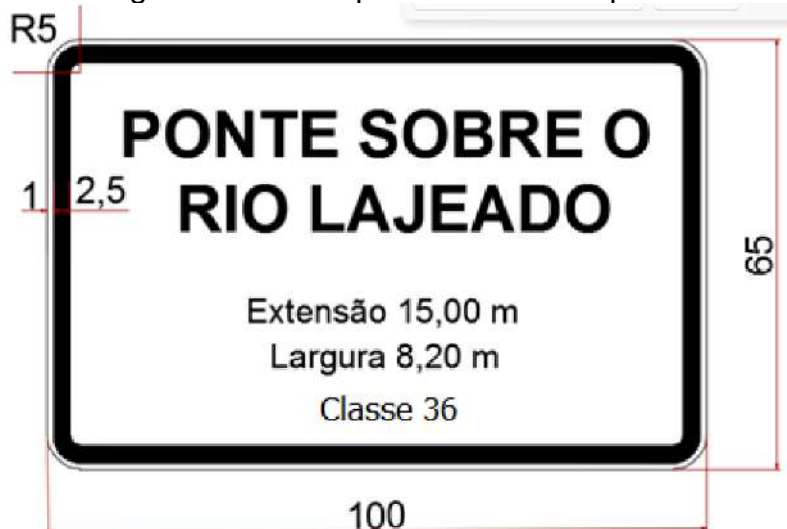 R5
PONTE SOBRE O
1 2,5
RIO LAJEADO
65
Extensão 15,00 m
Largura 8,20 m
Classe 36
100